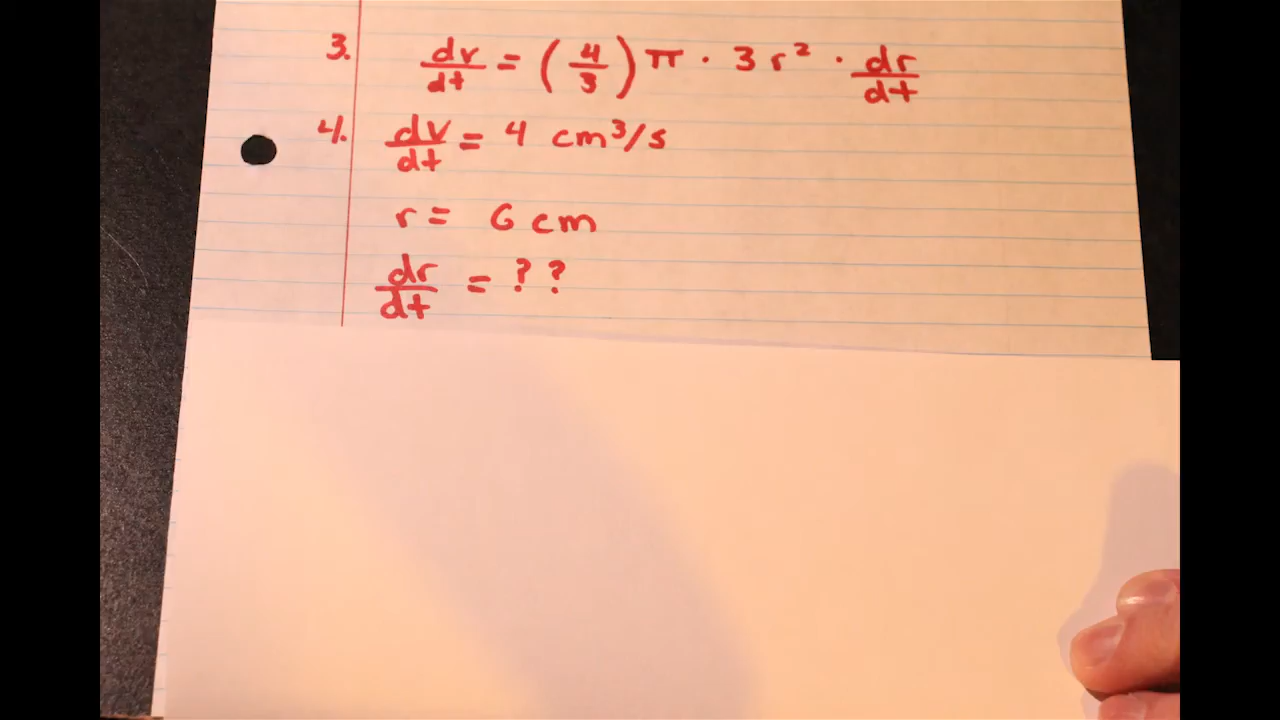 3. dv/dt = (4/3) π · 3 r² · dr/dt
4. dv/dt = 4 cm³/s
r = 6 cm
dr/dt = ? ?